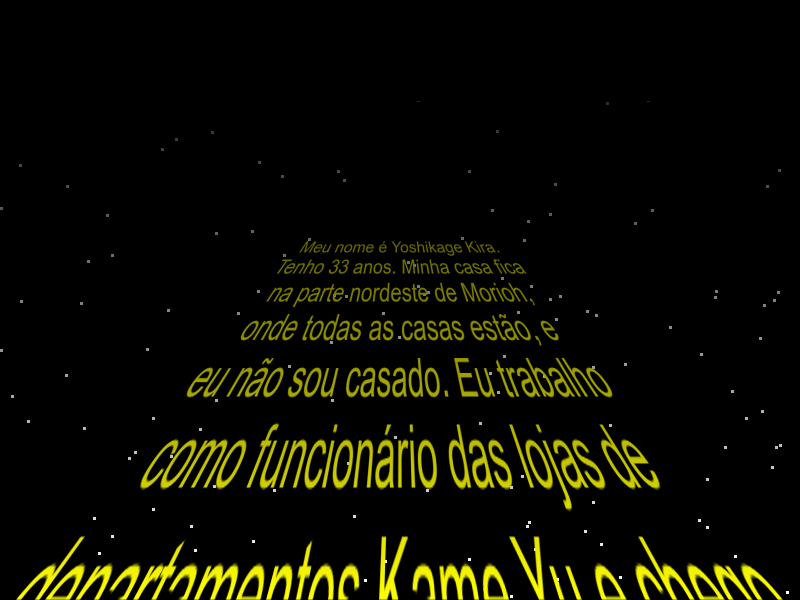 Meu nome é Yoshikage Kira.
Tenho 33 anos. Minha casa fica
na parte nordeste de Morioh,
onde todas as casas estão, e
eu não sou casado. Eu trabalho
como funcionário das lojas de
departamentos Kame Yu e chego